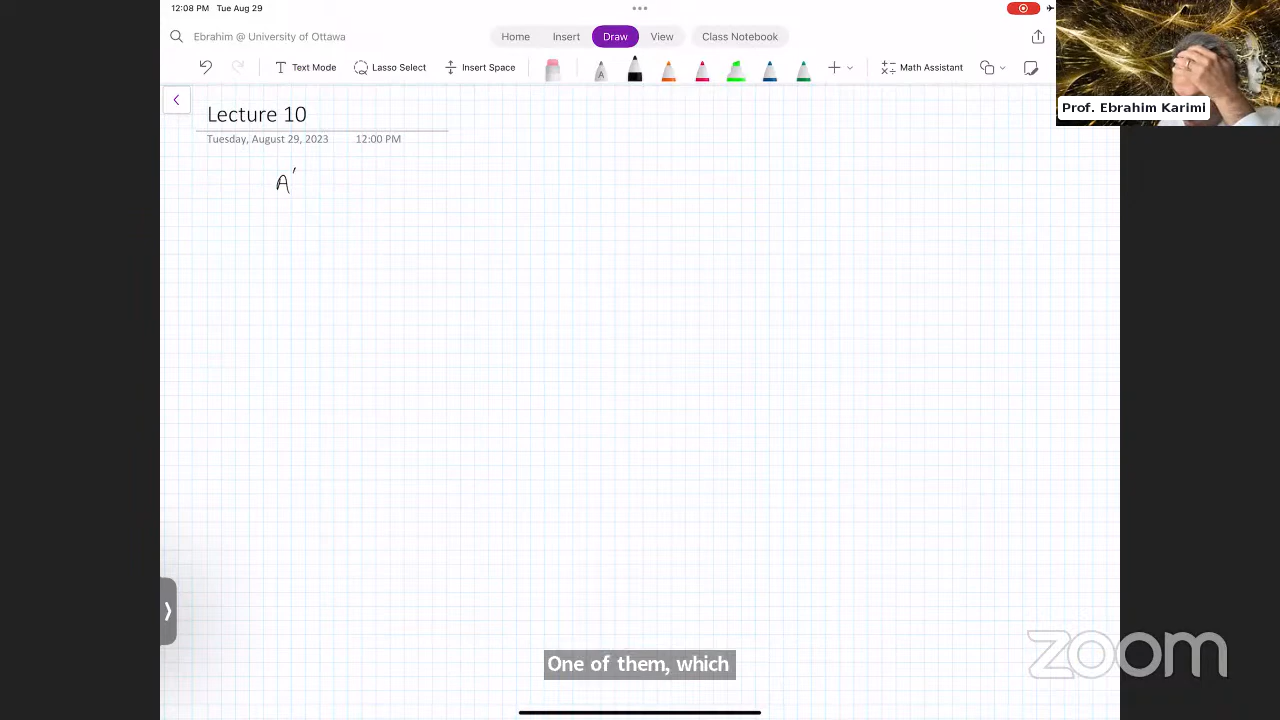 12:08 PM Tue Aug 29
Ebrahim @ University of Ottawa
Home Insert Draw View Class Notebook
Text Mode Lasso Select Insert Space A Math Assistant
Prof. Ebrahim Karimi
Lecture 10
Tuesday, August 29, 2023 12:00 PM
A'
One of them, which
zoom